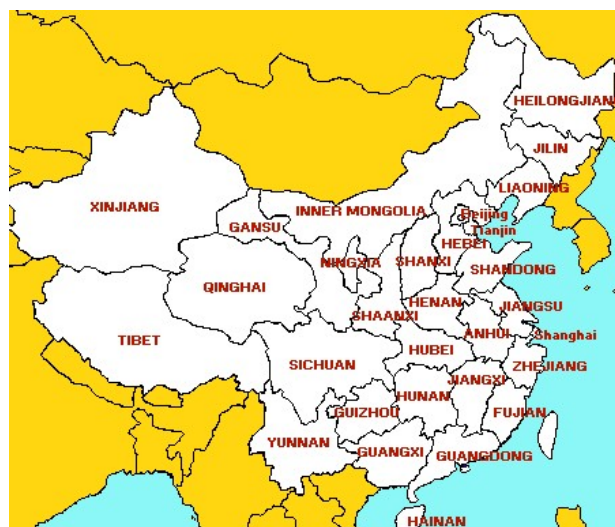 HEILONGJIAN
JILIN
LIAONING
XINJIANG
INNER MONGOLIA
Beijing
GANSU
Tianjin
HEBEI
NINGXIA
SHANXI
SHANDONG
QINGHAI
HENAN
JIANGSU
SHAANXI
ANHUI
Shanghai
TIBET
HUBEI
SICHUAN
ZHEJIANG
JIANGXI
HUNAN
GUIZHOU
FUJIAN
YUNNAN
GUANGXI
GUANGDONG
HAINAN